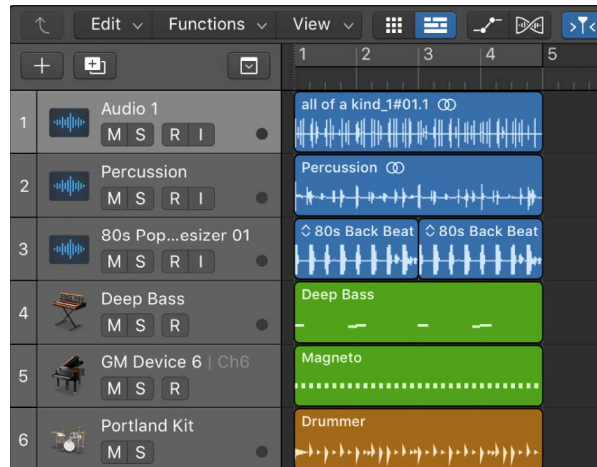 Edit Functions View
1 2 3 4 5
1 Audio 1
M S R I
all of a kind_1#01.1
2 Percussion
M S R I
Percussion
3 80s Pop...esizer 01
M S R I
80s Back Beat 80s Back Beat
4 Deep Bass
M S R
Deep Bass
5 GM Device 6 | Ch6
M S R
Magneto
6 Portland Kit
M S
Drummer